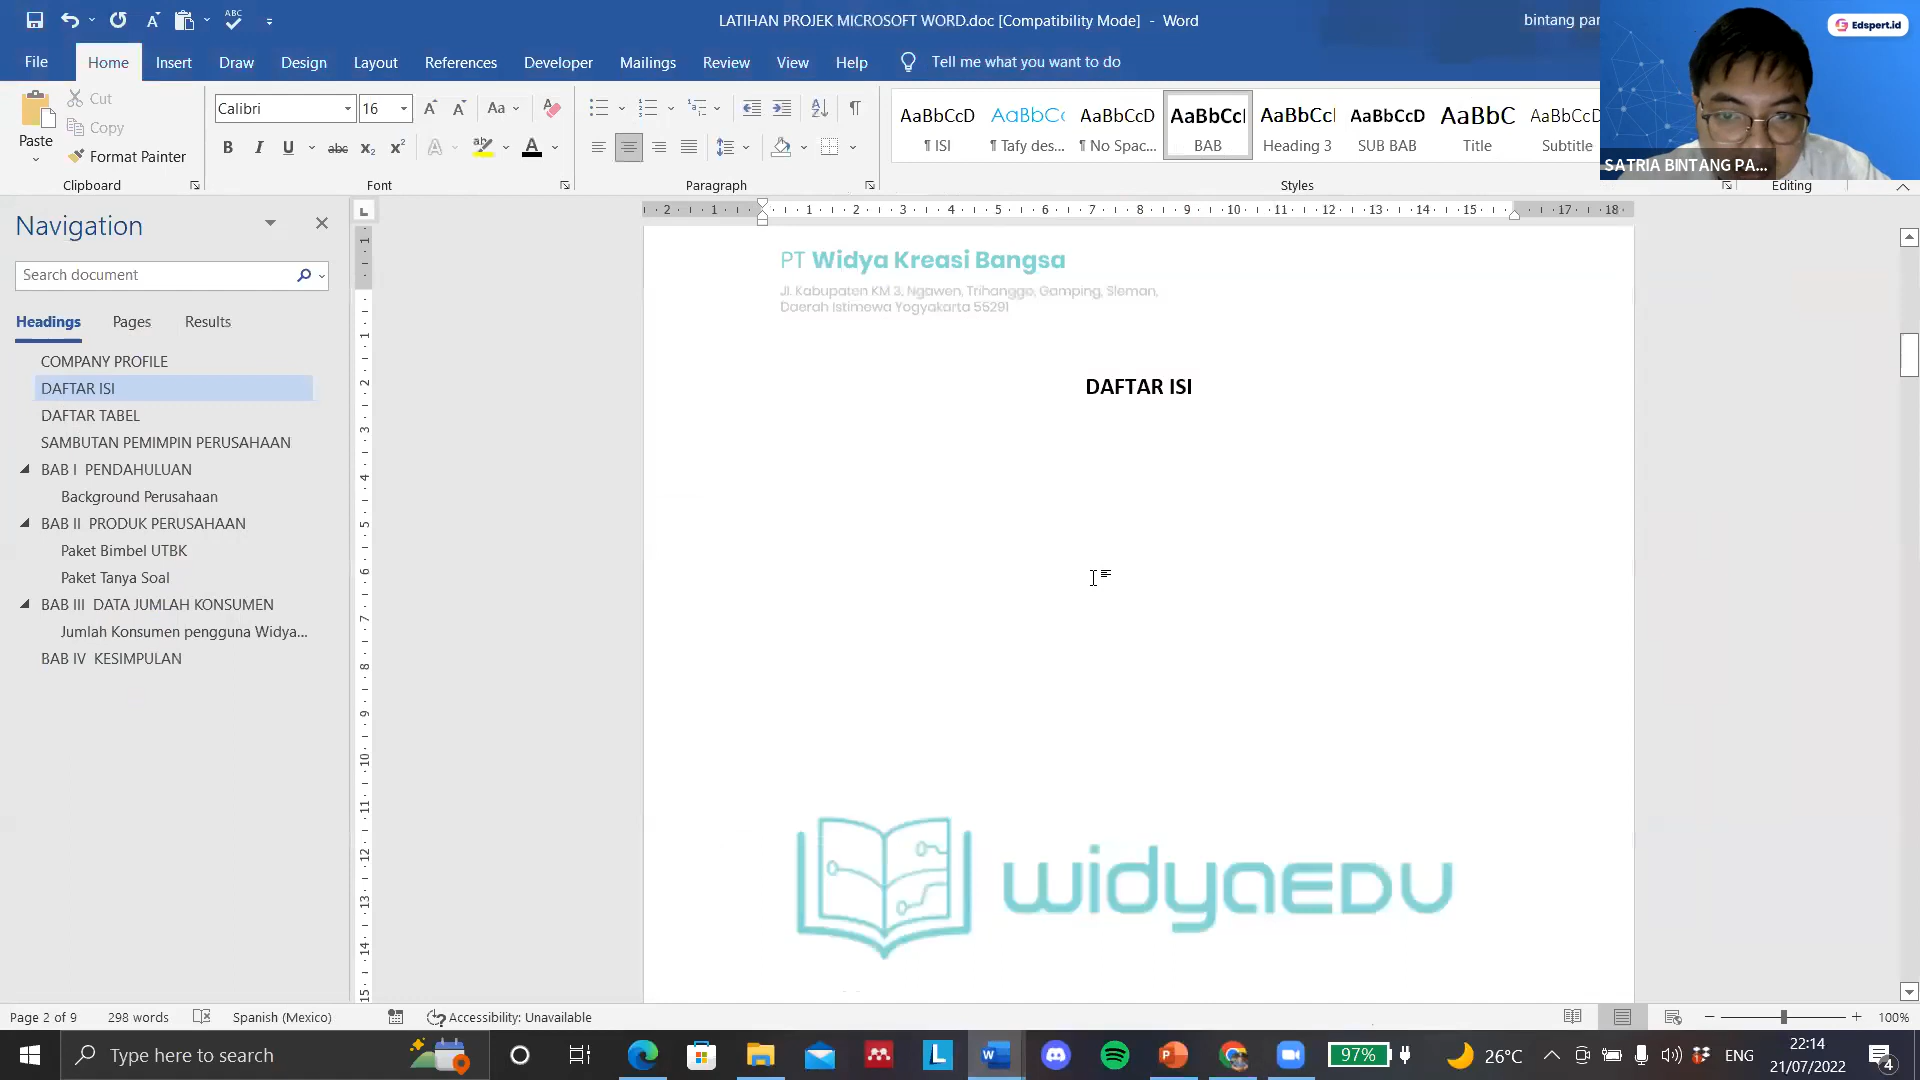 LATIHAN PROJEK MICROSOFT WORD.doc [Compatibility Mode] - Word
bintang par
Edspert.id
File Home Insert Draw Design Layout References Developer Mailings Review View Help Tell me what you want to do
Cut
Copy
Paste
Format Painter
Clipboard
Calibri 16
Font
Paragraph
AaBbCcD AaBbCc AaBbCcD AaBbCcI AaBbCcI AaBbCcD AaBbC AaBbCcD
¶ ISI ¶ Tafy des... ¶ No Spac... BAB Heading 3 SUB BAB Title Subtitle
Styles
SATRIA BINTANG PA...
Editing
Navigation
Search document
Headings Pages Results
COMPANY PROFILE
DAFTAR ISI
DAFTAR TABEL
SAMBUTAN PEMIMPIN PERUSAHAAN
BAB I PENDAHULUAN
Background Perusahaan
BAB II PRODUK PERUSAHAAN
Paket Bimbel UTBK
Paket Tanya Soal
BAB III DATA JUMLAH KONSUMEN
Jumlah Konsumen pengguna Widya...
BAB IV KESIMPULAN
PT Widya Kreasi Bangsa
Jl. Kabupaten KM 3, Ngawen, Trihanggo, Gamping, Sleman,
Daerah Istimewa Yogyakarta 55291
DAFTAR ISI
widyaEDU
Page 2 of 9 298 words Spanish (Mexico) Accessibility: Unavailable 100%
Type here to search
97%
26°C
ENG
22:14
21/07/2022
4